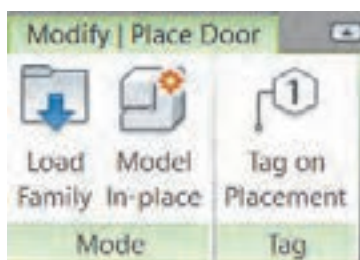 Modify | Place Door
Load Family
Model In-place
1
Tag on Placement
Mode
Tag